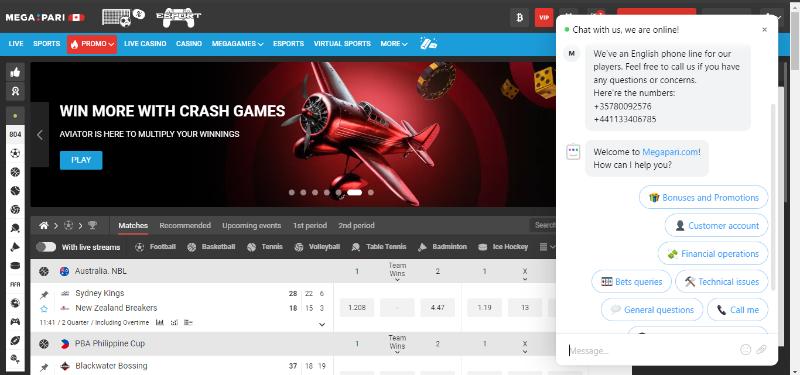 MEGA PARI
ESPORT
VIP
LIVE SPORTS PROMO LIVE CASINO CASINO MEGAGAMES ESPORTS VIRTUAL SPORTS MORE
804
FIFA
WIN MORE WITH CRASH GAMES
AVIATOR IS HERE TO MULTIPLY YOUR WINNINGS
PLAY
Matches Recommended Upcoming events 1st period 2nd period Search
With live streams Football Basketball Tennis Volleyball Table Tennis Badminton Ice Hockey
Australia. NBL 1 Team Wins 2 1 X
Sydney Kings 28 22 6
New Zealand Breakers 18 15 3
1.208 - 4.47 1.19 13
11:41 / 2 Quarter / Including Overtime
PBA Philippine Cup 1 Team Wins 2 1 X
Blackwater Bossing 37 18 19
Chat with us, we are online! ×
M
We've an English phone line for our
players. Feel free to call us if you have
any questions or concerns.
Here're the numbers:
+35780092576
+441133406785
Welcome to Megapari.com!
How can I help you?
Bonuses and Promotions
Customer account
Financial operations
Bets queries Technical issues
General questions Call me
Message...